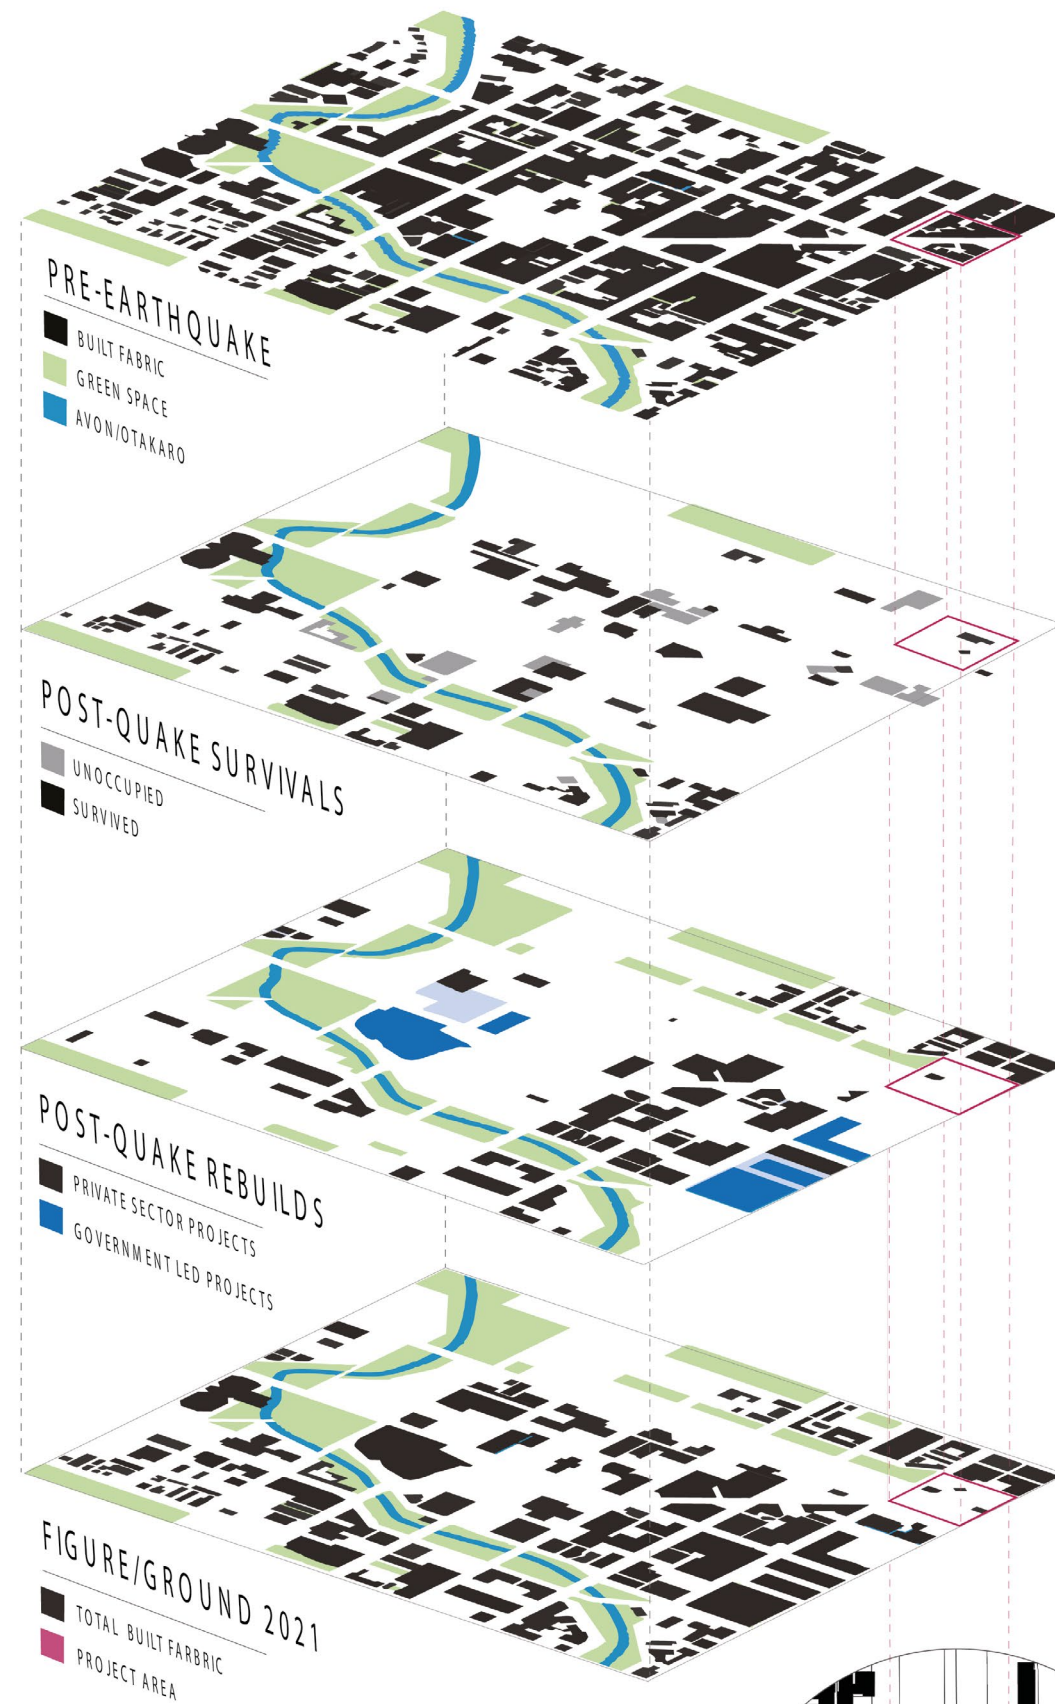 PRE-EARTHQUAKE
BUILT FABRIC
GREEN SPACE
AVON/OTAKARO
POST-QUAKE SURVIVALS
UNOCCUPIED
SURVIVED
POST-QUAKE REBUILDS
PRIVATE SECTOR PROJECTS
GOVERNMENT LED PROJECTS
FIGURE/GROUND 2021
TOTAL BUILT FARBRIC
PROJECT AREA